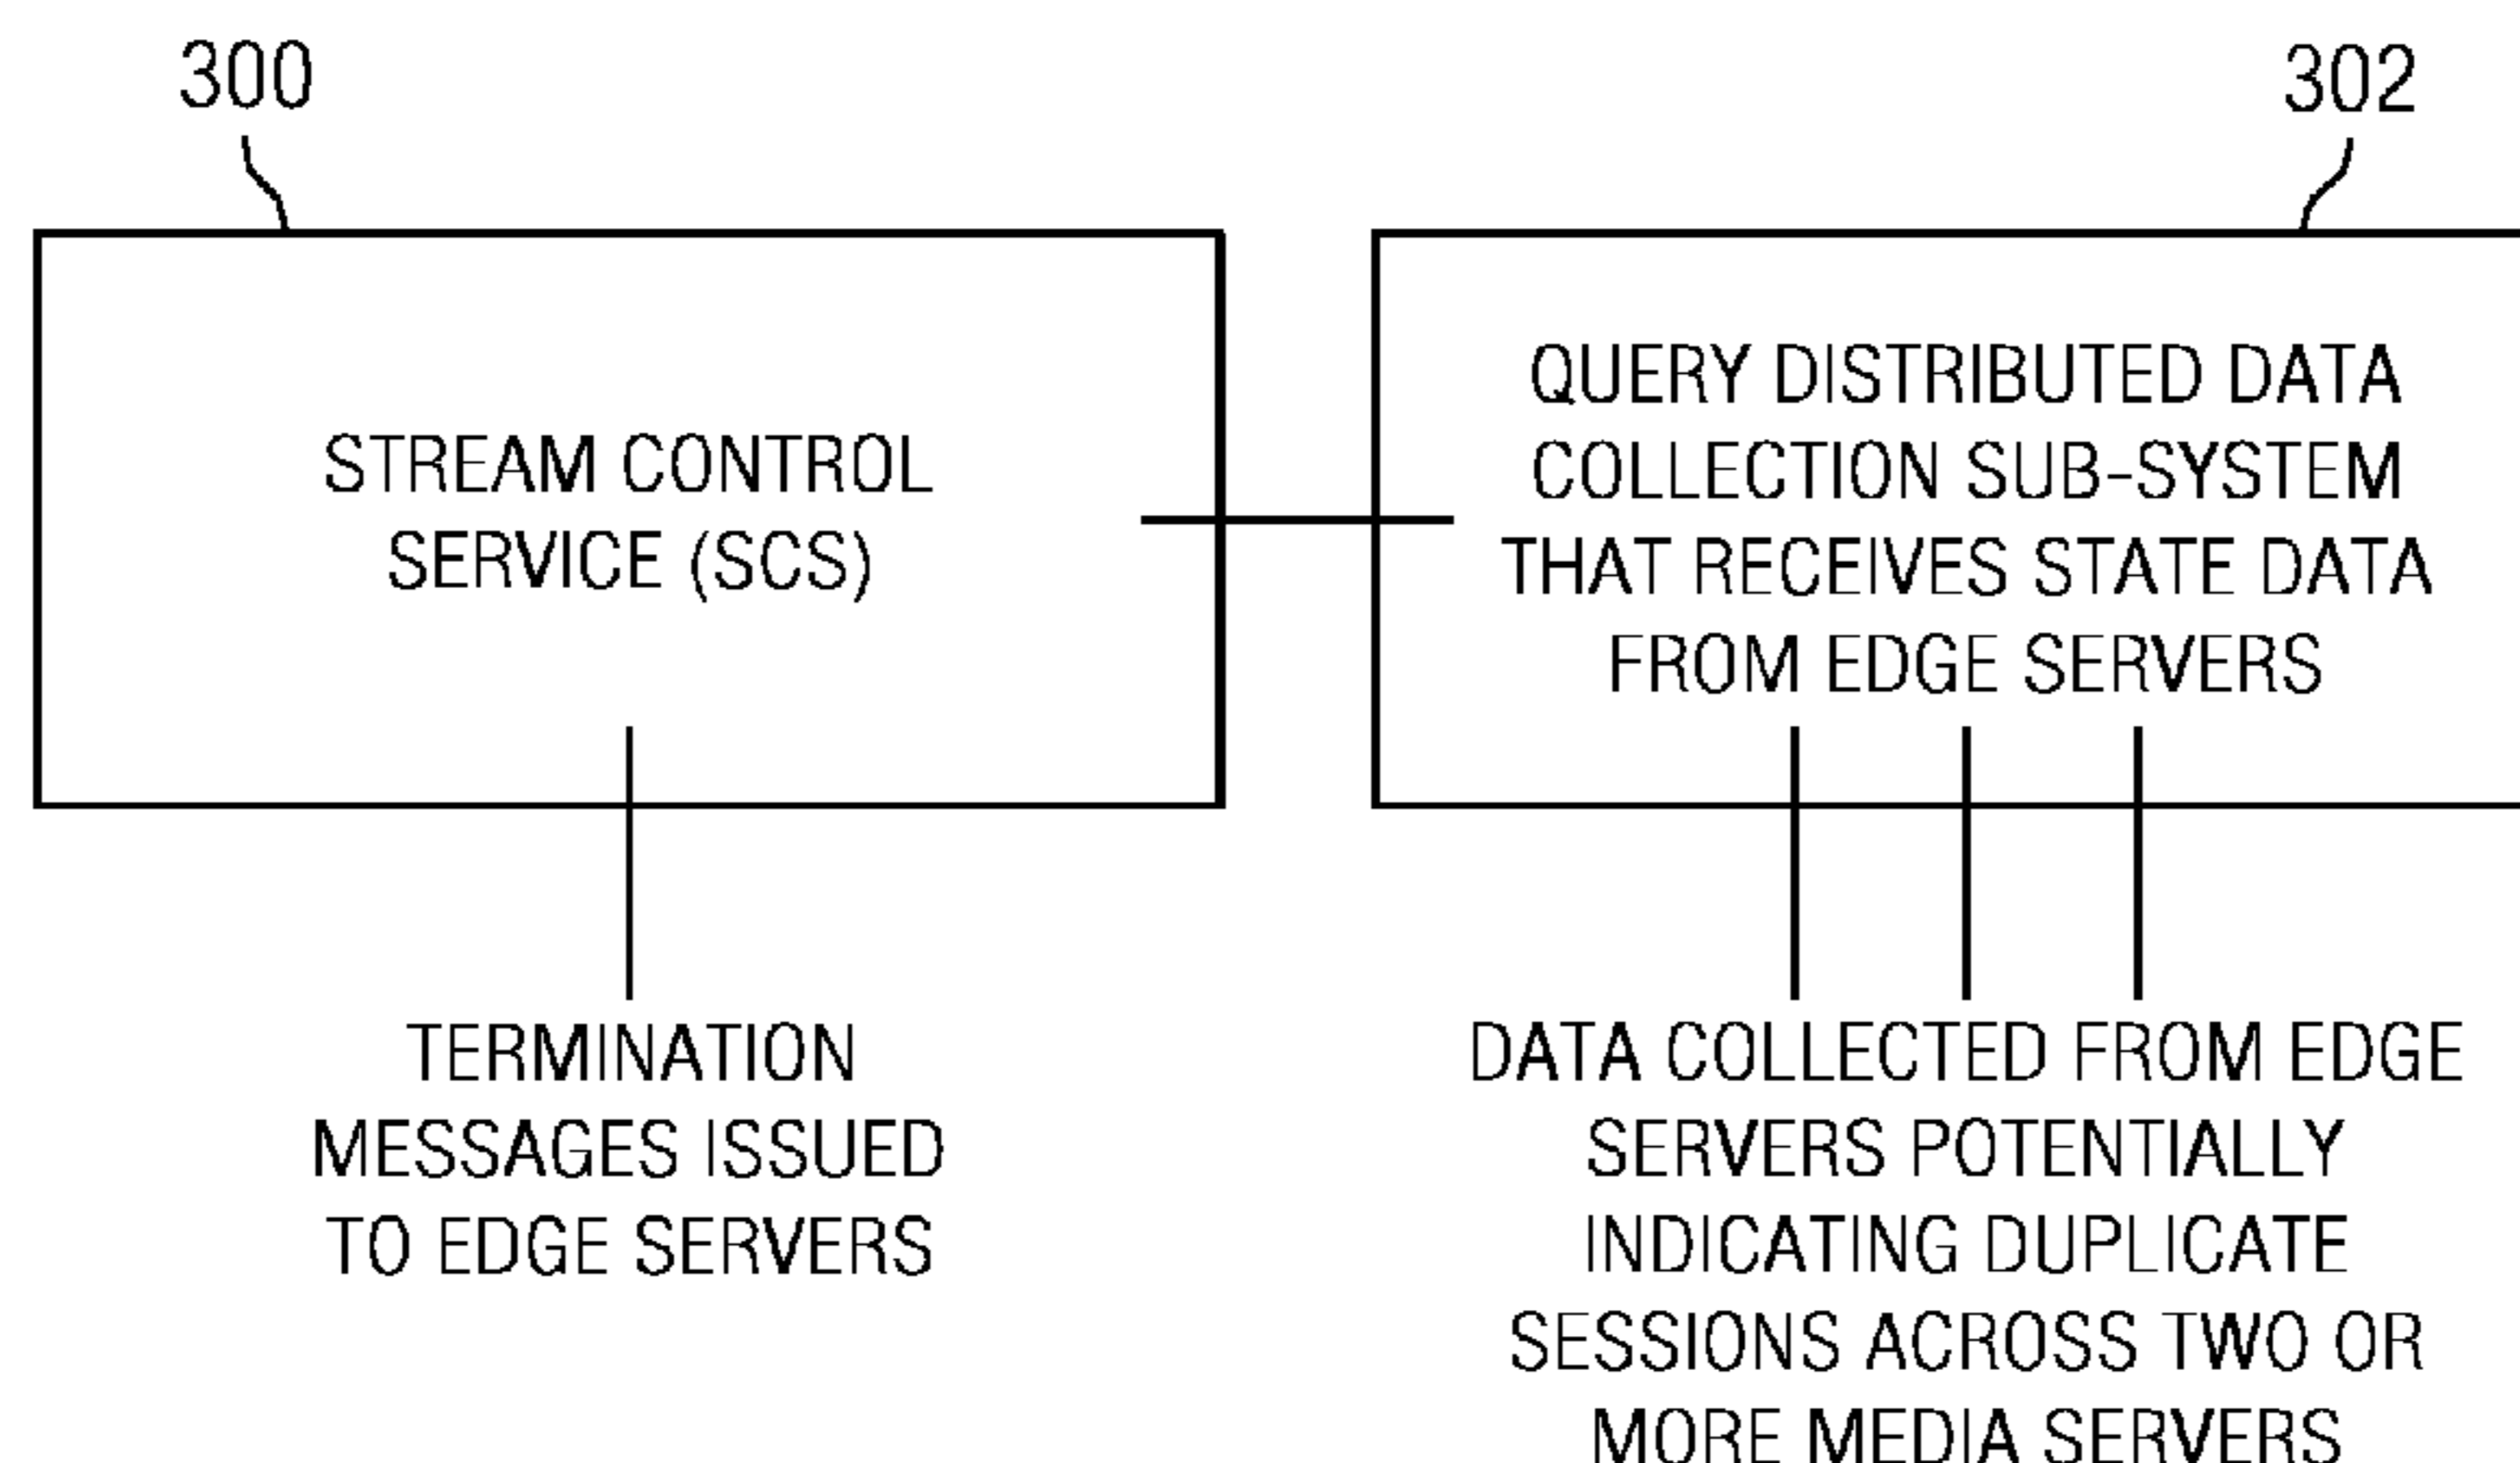 300
302
STREAM CONTROL
SERVICE (SCS)
QUERY DISTRIBUTED DATA
COLLECTION SUB-SYSTEM
THAT RECEIVES STATE DATA
FROM EDGE SERVERS
TERMINATION
MESSAGES ISSUED
TO EDGE SERVERS
DATA COLLECTED FROM EDGE
SERVERS POTENTIALLY
INDICATING DUPLICATE
SESSIONS ACROSS TWO OR
MORE MEDIA SERVERS